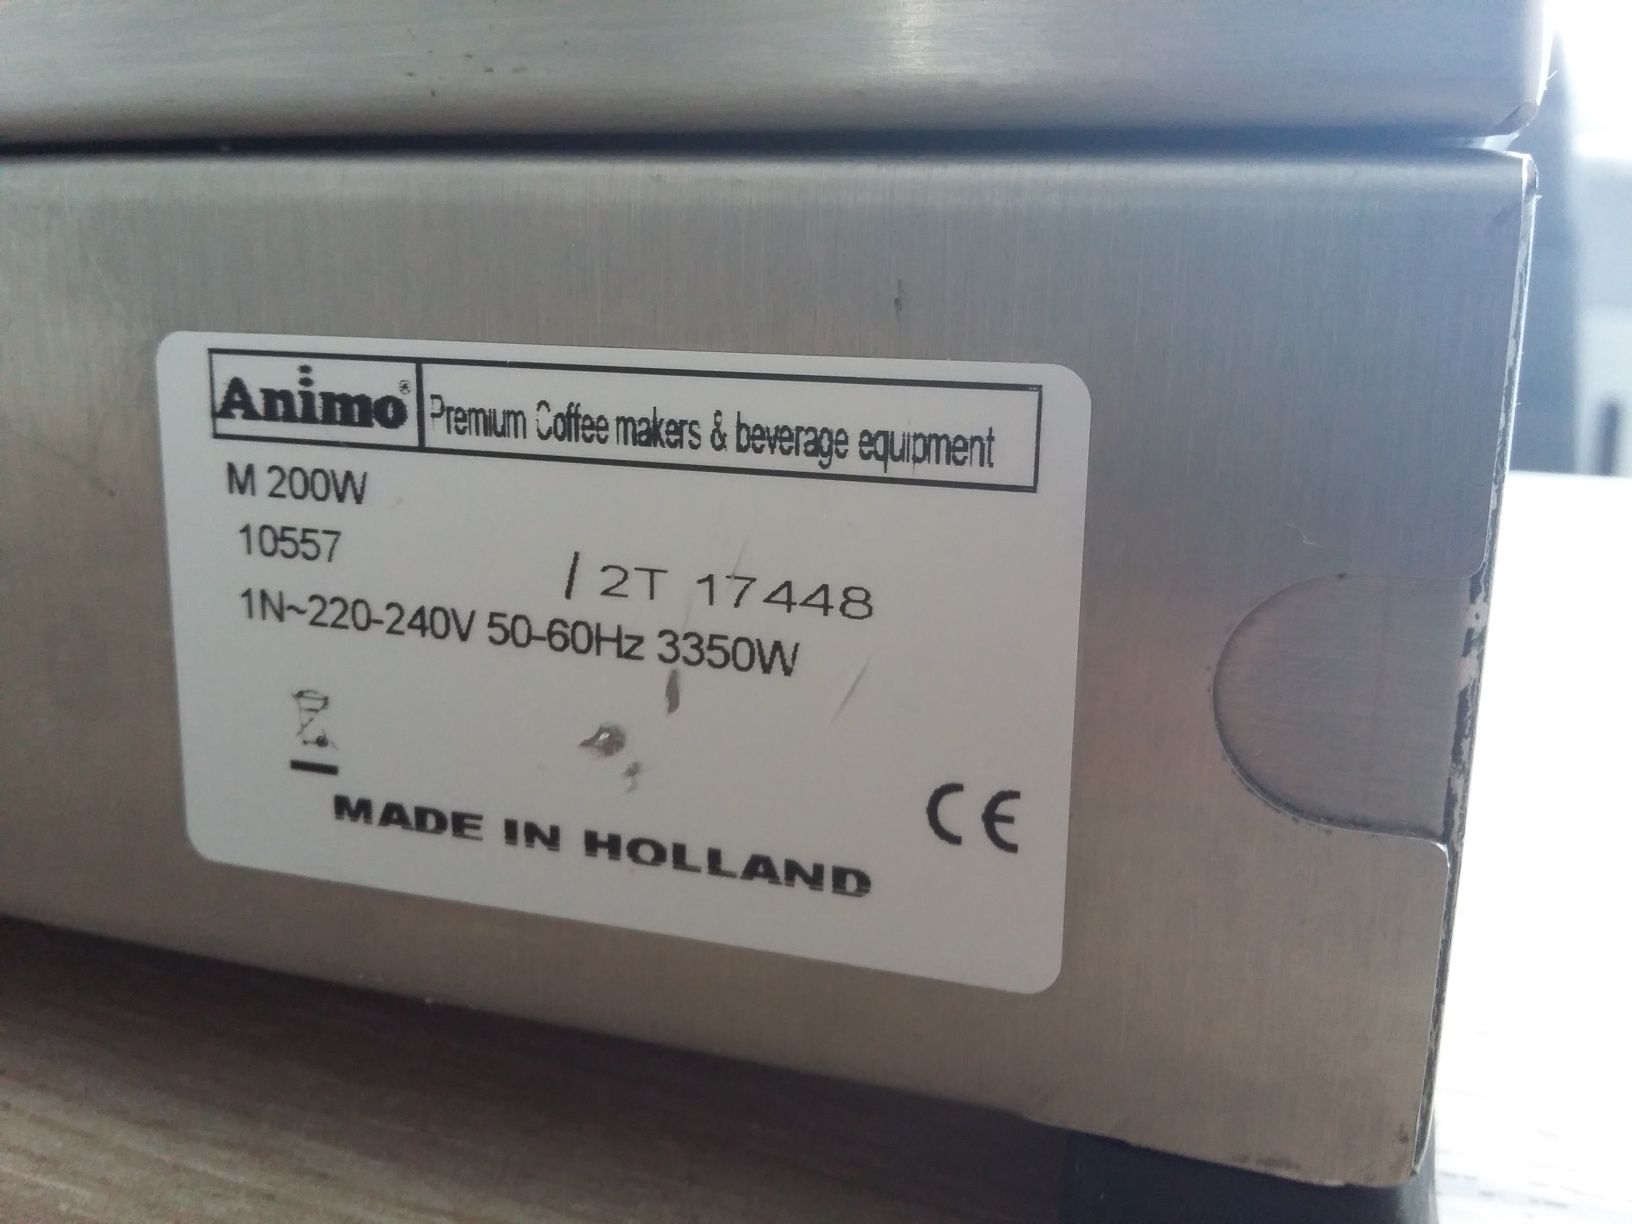 Animo® Premium Coffee makers & beverage equipment
M 200W
10557
/ 2T 17448
1N~220-240V 50-60Hz 3350W
CE
MADE IN HOLLAND